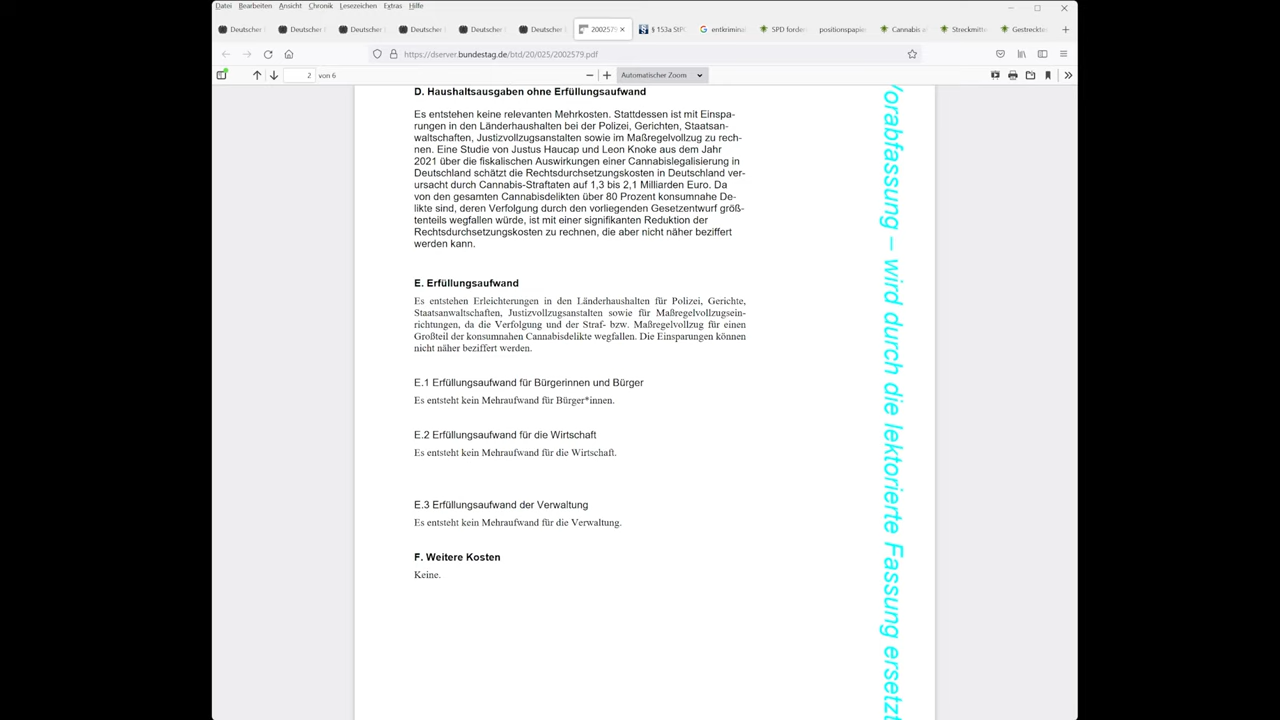 Datei Bearbeiten Ansicht Chronik Lesezeichen Extras Hilfe
Deutscher Deutscher Deutscher Deutscher Deutscher Deutscher 2002579 § 153a StP entkrimina SPD forde positionspapie Cannabis a Streckmitte Gestreckte
https://dserver.bundestag.de/btd/20/025/2002579.pdf
2 von 6 Automatischer Zoom
D. Haushaltsausgaben ohne Erfüllungsaufwand
Es entstehen keine relevanten Mehrkosten. Stattdessen ist mit Einspa-
rungen in den Länderhaushalten bei der Polizei, Gerichten, Staatsan-
waltschaften, Justizvollzugsanstalten sowie im Maßregelvollzug zu rech-
nen. Eine Studie von Justus Haucap und Leon Knoke aus dem Jahr
2021 über die fiskalischen Auswirkungen einer Cannabislegalisierung in
Deutschland schätzt die Rechtsdurchsetzungskosten in Deutschland ver-
ursacht durch Cannabis-Straftaten auf 1,3 bis 2,1 Milliarden Euro. Da
von den gesamten Cannabisdelikten über 80 Prozent konsumnahe De-
likte sind, deren Verfolgung durch den vorliegenden Gesetzentwurf größ-
tenteils wegfallen würde, ist mit einer signifikanten Reduktion der
Rechtsdurchsetzungskosten zu rechnen, die aber nicht näher beziffert
werden kann.
E. Erfüllungsaufwand
Es entstehen Erleichterungen in den Länderhaushalten für Polizei, Gerichte,
Staatsanwaltschaften, Justizvollzugsanstalten sowie für Maßregelvollzugsein-
richtungen, da die Verfolgung und der Straf- bzw. Maßregelvollzug für einen
Großteil der konsumnahen Cannabisdelikte wegfallen. Die Einsparungen können
nicht näher beziffert werden.
E.1 Erfüllungsaufwand für Bürgerinnen und Bürger
Es entsteht kein Mehraufwand für Bürger*innen.
E.2 Erfüllungsaufwand für die Wirtschaft
Es entsteht kein Mehraufwand für die Wirtschaft.
E.3 Erfüllungsaufwand der Verwaltung
Es entsteht kein Mehraufwand für die Verwaltung.
F. Weitere Kosten
Keine.
Vorabfassung – wird durch die lektorierte Fassung ersetzt